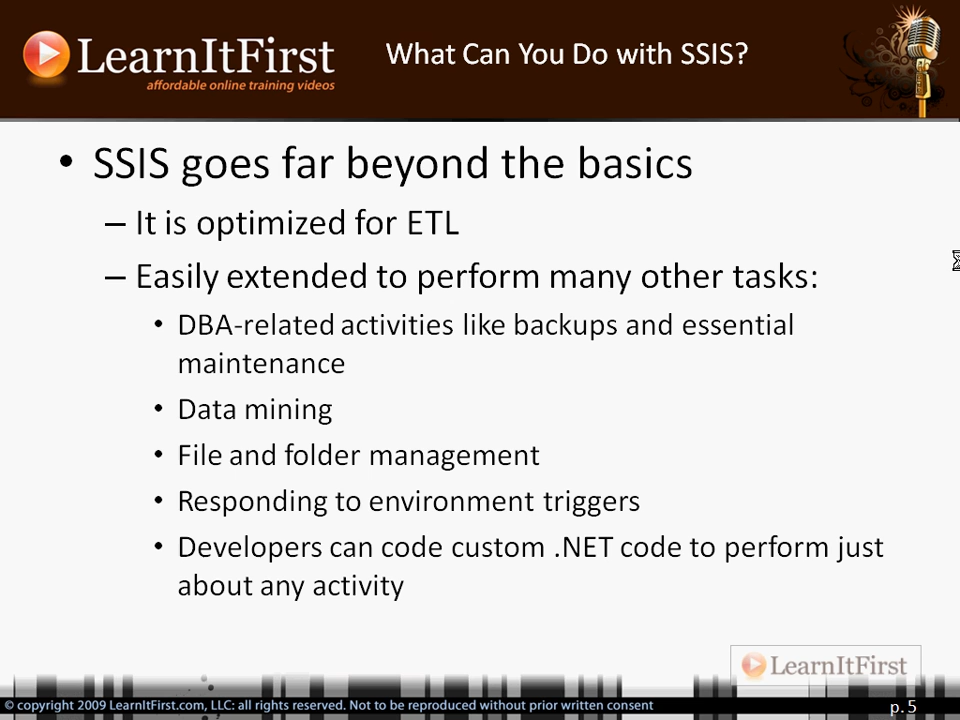 LearnItFirst
affordable online training videos
What Can You Do with SSIS?
• SSIS goes far beyond the basics
– It is optimized for ETL
– Easily extended to perform many other tasks:
• DBA-related activities like backups and essential
maintenance
• Data mining
• File and folder management
• Responding to environment triggers
• Developers can code custom .NET code to perform just
about any activity
LearnItFirst
© copyright 2009 LearnItFirst.com, LLC: all rights reserved. Not to be reproduced without prior written consent
p. 5